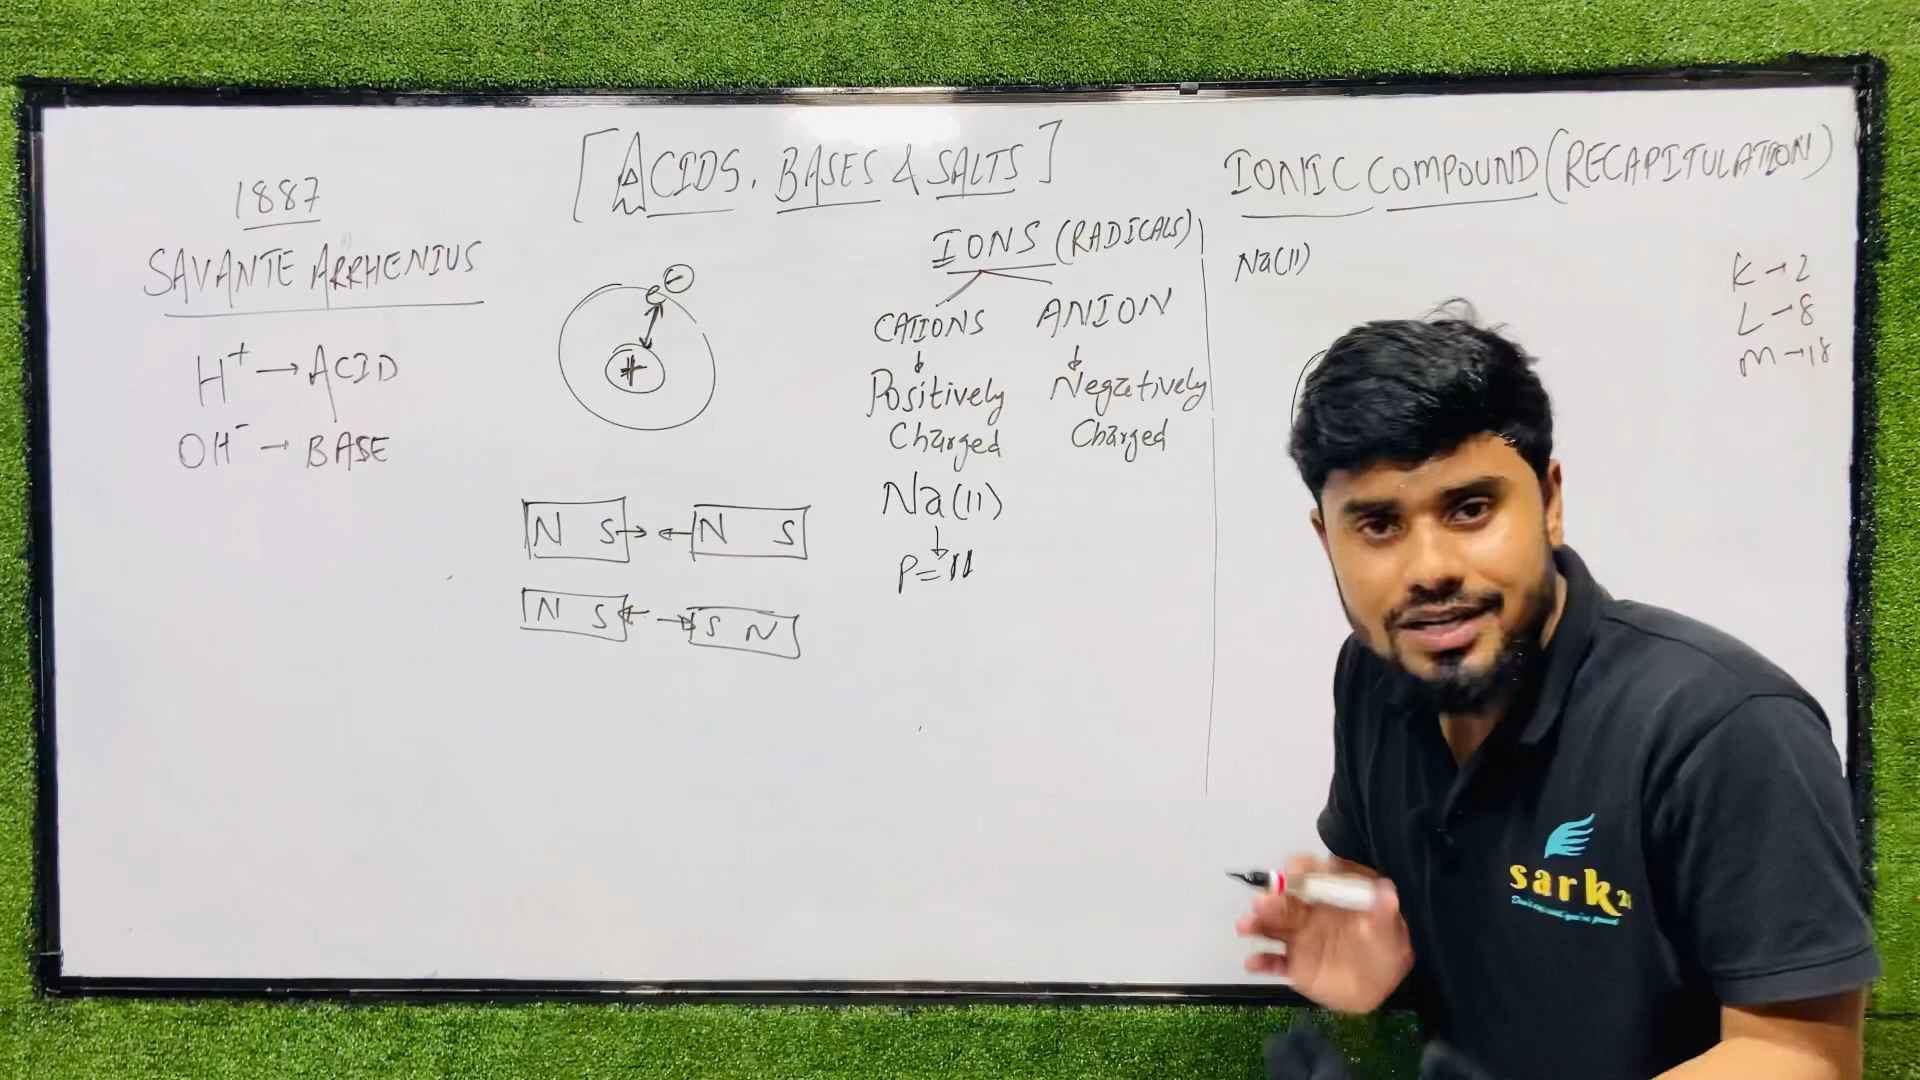 [ACIDS, BASES & SALTS]
1887
SAVANTE ARRHENIUS
H+ → ACID
OH- → BASE
e -
+
N S → ← N S
N S ← → S N
IONS (RADICALS)
CATIONS
Positively
Charged
ANION
Negatively
Charged
Na(11)
P=11
IONIC COMPOUND (RECAPITULATION)
Na(11)
K → 2
L → 8
M → 18
sark